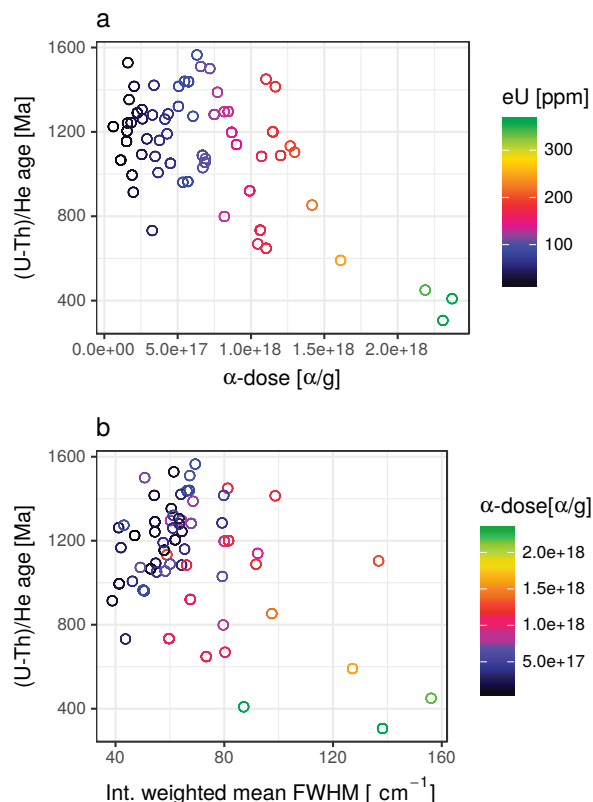 a
1600
1200
800
400
(U-Th)/He age [Ma]
0.0e+00 5.0e+17 1.0e+18 1.5e+18 2.0e+18
α-dose [α/g]
eU [ppm]
300
200
100
b
1600
1200
800
400
(U-Th)/He age [Ma]
40 80 120 160
Int. weighted mean FWHM [ cm⁻¹]
α-dose[α/g]
2.0e+18
1.5e+18
1.0e+18
5.0e+17